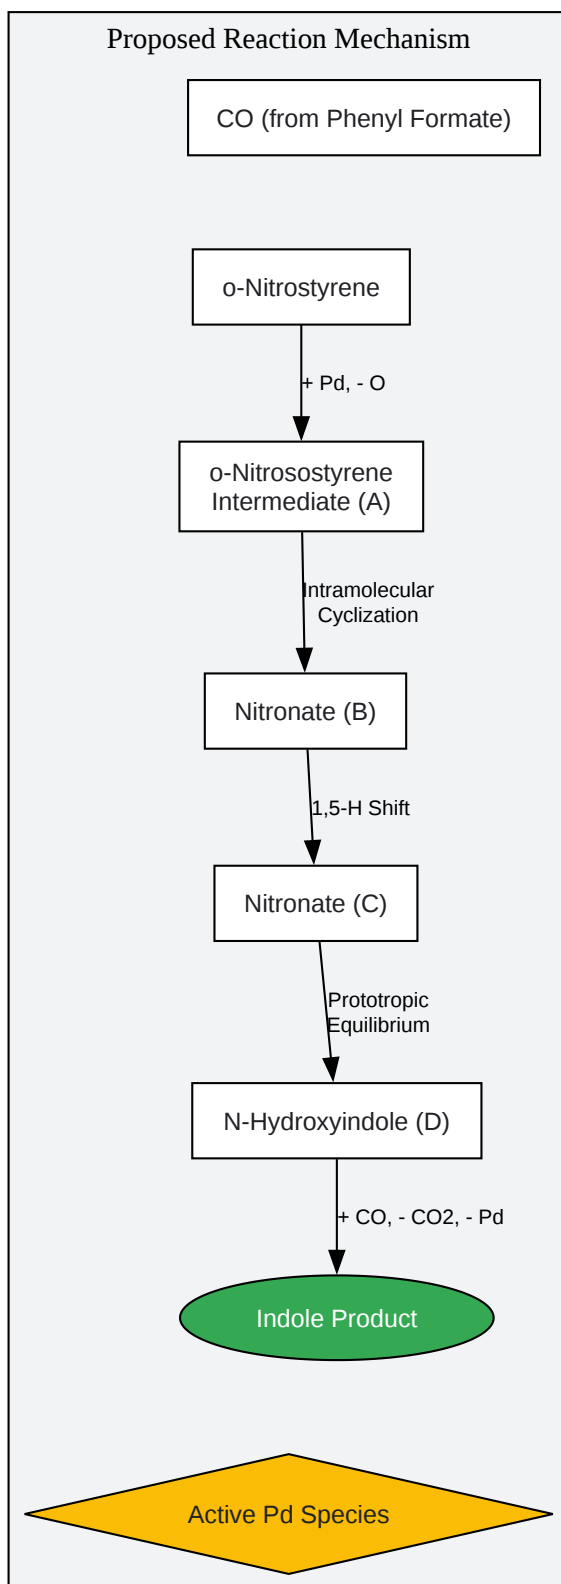 Proposed Reaction Mechanism
CO (from Phenyl Formate)
o-Nitrostyrene
+ Pd, - O
o-Nitrosostyrene
Intermediate (A)
Intramolecular
Cyclization
Nitronate (B)
1,5-H Shift
Nitronate (C)
Prototropic
Equilibrium
N-Hydroxyindole (D)
+ CO, - CO2, - Pd
Indole Product
Active Pd Species